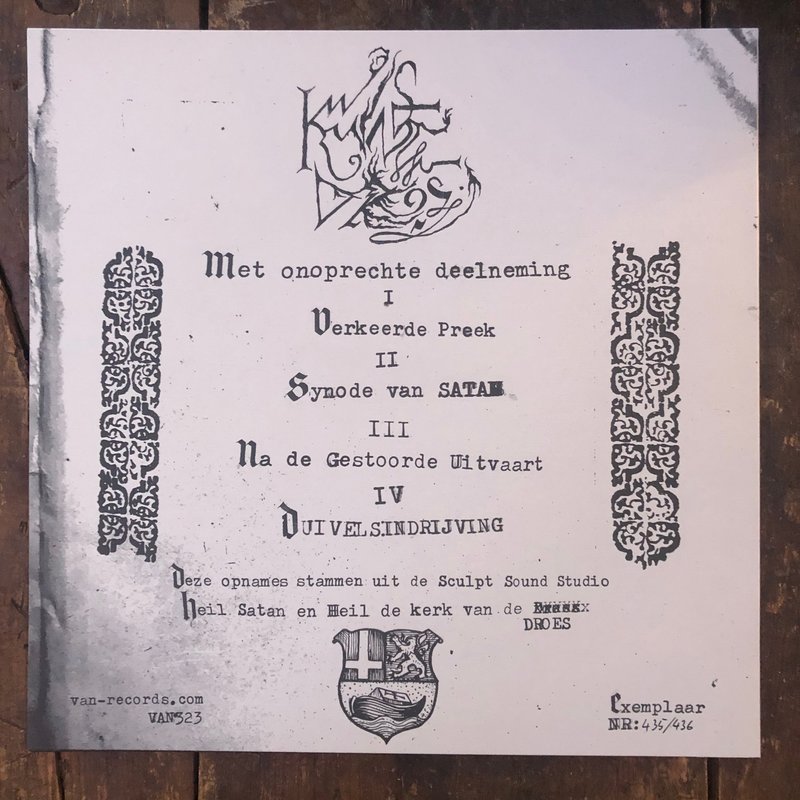 Met onoprechte deelneming
I
Verkeerde Preek
II
Synode van SATAN
III
Na de Gestoorde Uitvaart
IV
DUIVELSINDRIJVING
Deze opnames stammen uit de Sculpt Sound Studio
Heil Satan en Heil de kerk van de
DROES
van-records.com
VAN323
Exemplaar
NR: 435/436